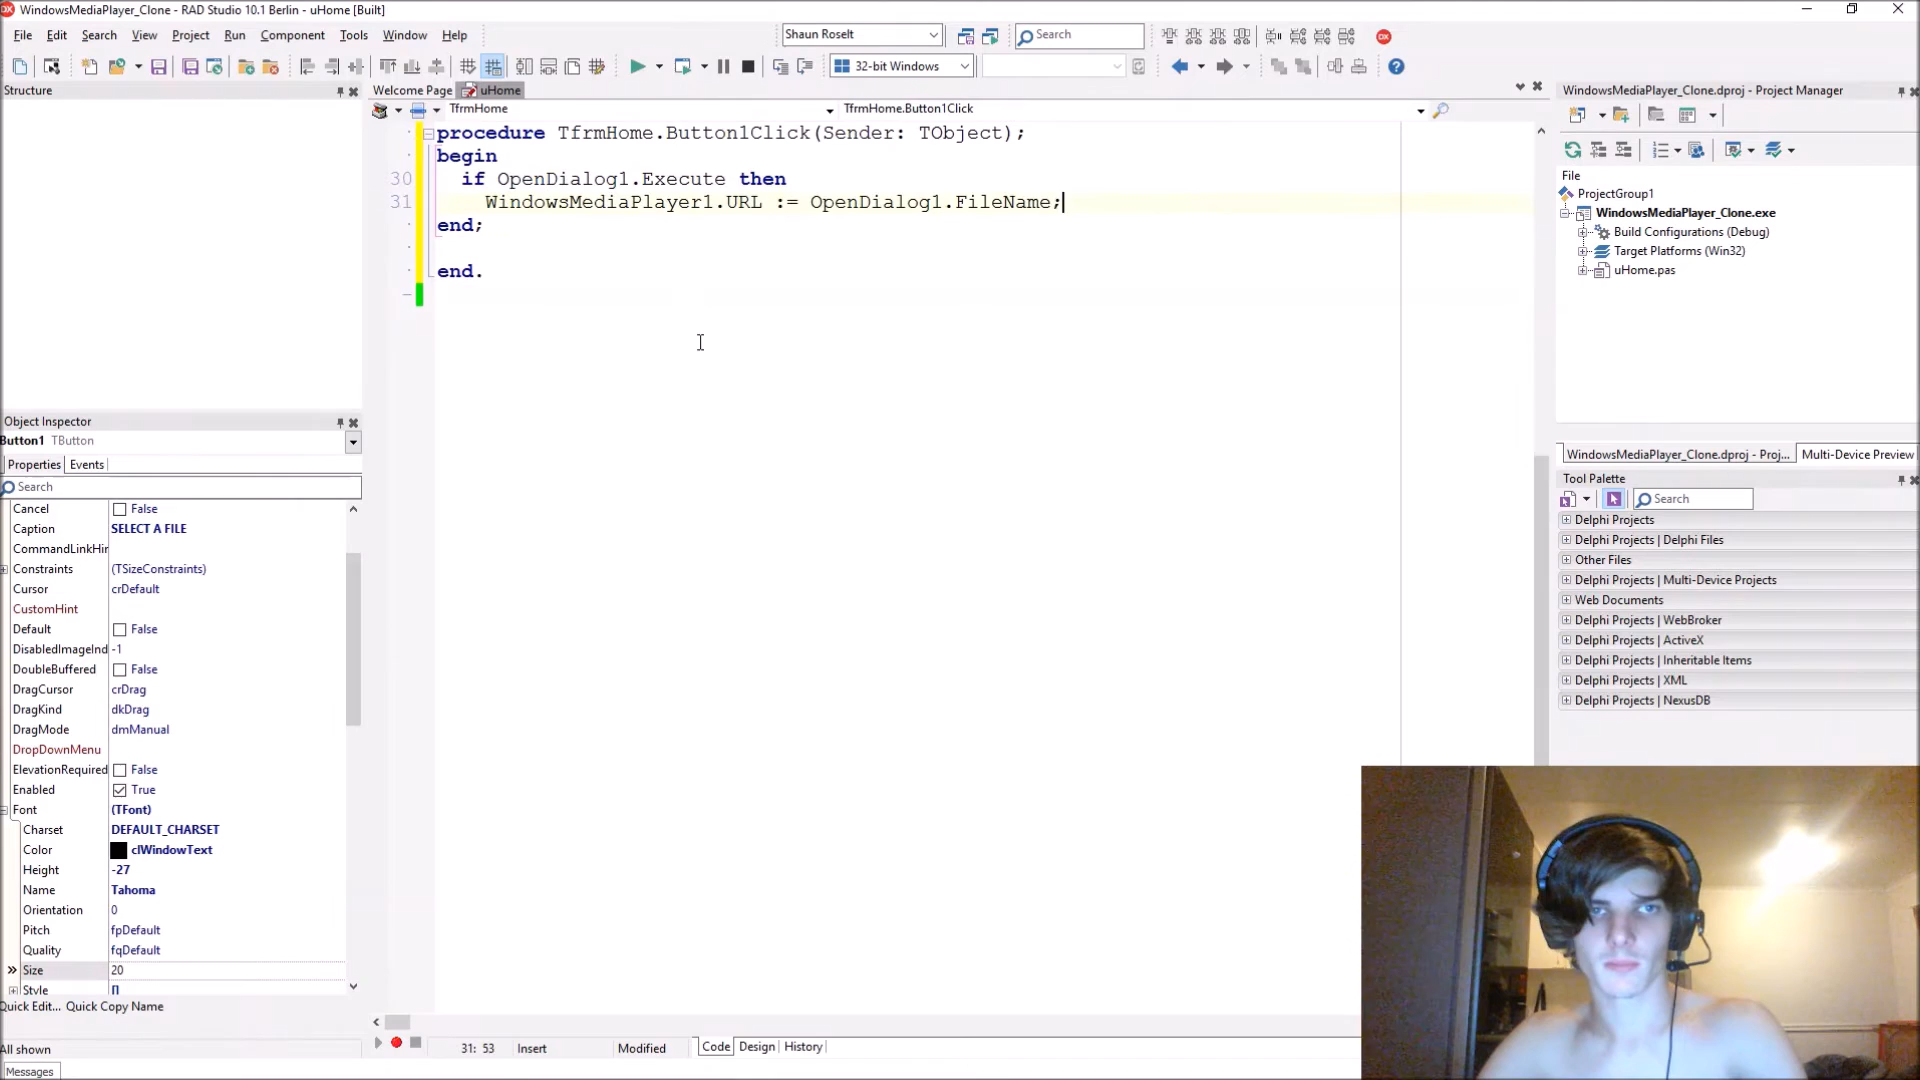 WindowsMediaPlayer_Clone - RAD Studio 10.1 Berlin - uHome [Built]
File Edit Search View Project Run Component Tools Window Help
Shaun Roselt
Search
32-bit Windows
Structure
Welcome Page
uHome
TfrmHome
TfrmHome.Button1Click
procedure TfrmHome.Button1Click(Sender: TObject);
begin
30 if OpenDialog1.Execute then
31 WindowsMediaPlayer1.URL := OpenDialog1.FileName;
end;
end.
Object Inspector
Button1 TButton
Properties Events
Search
Cancel False
Caption SELECT A FILE
CommandLinkHir
Constraints (TSizeConstraints)
Cursor crDefault
CustomHint
Default False
DisabledImageInd -1
DoubleBuffered False
DragCursor crDrag
DragKind dkDrag
DragMode dmManual
DropDownMenu
ElevationRequired False
Enabled True
Font (TFont)
Charset DEFAULT_CHARSET
Color clWindowText
Height -27
Name Tahoma
Orientation 0
Pitch fpDefault
Quality fqDefault
Size 20
Style []
Quick Edit... Quick Copy Name
All shown
Messages
31: 53 Insert Modified
Code Design History
WindowsMediaPlayer_Clone.dproj - Project Manager
File
ProjectGroup1
WindowsMediaPlayer_Clone.exe
Build Configurations (Debug)
Target Platforms (Win32)
uHome.pas
WindowsMediaPlayer_Clone.dproj - Proj...
Multi-Device Preview
Tool Palette
Search
Delphi Projects
Delphi Projects | Delphi Files
Other Files
Delphi Projects | Multi-Device Projects
Web Documents
Delphi Projects | WebBroker
Delphi Projects | ActiveX
Delphi Projects | Inheritable Items
Delphi Projects | XML
Delphi Projects | NexusDB